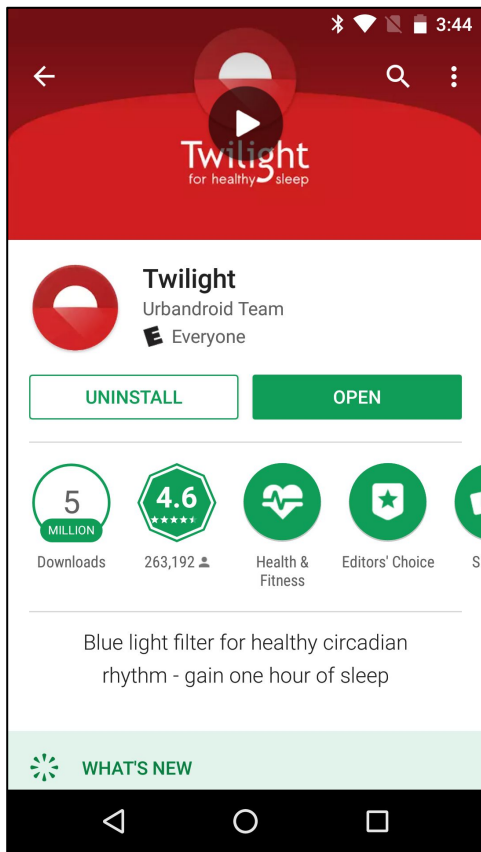 3:44
Twilight
for healthy sleep
Twilight
Urbandroid Team
E Everyone
UNINSTALL
OPEN
5
MILLION
4.6
Downloads
263,192
Health &
Fitness
Editors' Choice
S
Blue light filter for healthy circadian
rhythm - gain one hour of sleep
WHAT'S NEW